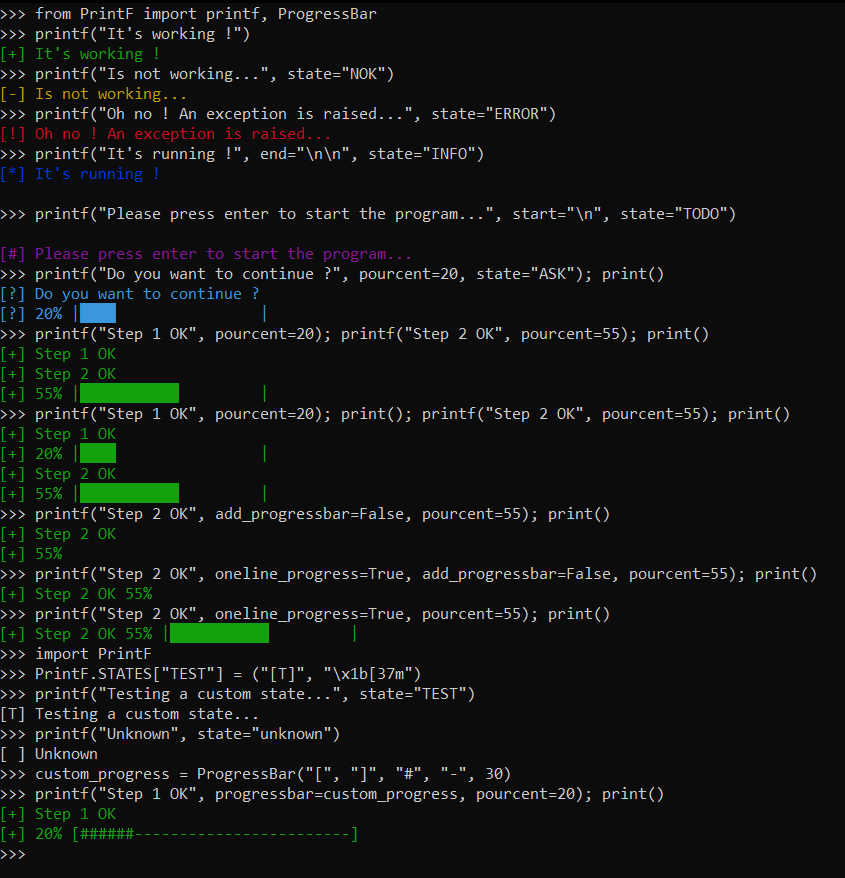 >>> from PrintF import printf, ProgressBar
>>> printf("It's working !")
[+] It's working !
>>> printf("Is not working...", state="NOK")
[-] Is not working...
>>> printf("Oh no ! An exception is raised...", state="ERROR")
[!] Oh no ! An exception is raised...
>>> printf("It's running !", end="\n\n", state="INFO")
[*] It's running !
>>> printf("Please press enter to start the program...", start="\n", state="TODO")
[#] Please press enter to start the program...
>>> printf("Do you want to continue ?", pourcent=20, state="ASK"); print()
[?] Do you want to continue ?
[?] 20% |████                |
>>> printf("Step 1 OK", pourcent=20); printf("Step 2 OK", pourcent=55); print()
[+] Step 1 OK
[+] Step 2 OK
[+] 55% |███████████         |
>>> printf("Step 1 OK", pourcent=20); print(); printf("Step 2 OK", pourcent=55); print()
[+] Step 1 OK
[+] 20% |████                |
[+] Step 2 OK
[+] 55% |███████████         |
>>> printf("Step 2 OK", add_progressbar=False, pourcent=55); print()
[+] Step 2 OK
[+] 55%
>>> printf("Step 2 OK", oneline_progress=True, add_progressbar=False, pourcent=55); print()
[+] Step 2 OK 55%
>>> printf("Step 2 OK", oneline_progress=True, pourcent=55); print()
[+] Step 2 OK 55% |███████████         |
>>> import PrintF
>>> PrintF.STATES["TEST"] = ("[T]", "\x1b[37m")
>>> printf("Testing a custom state...", state="TEST")
[T] Testing a custom state...
>>> printf("Unknown", state="unknown")
[ ] Unknown
>>> custom_progress = ProgressBar("[", "]", "#", "-", 30)
>>> printf("Step 1 OK", progressbar=custom_progress, pourcent=20); print()
[+] Step 1 OK
[+] 20% [######------------------------]
>>>